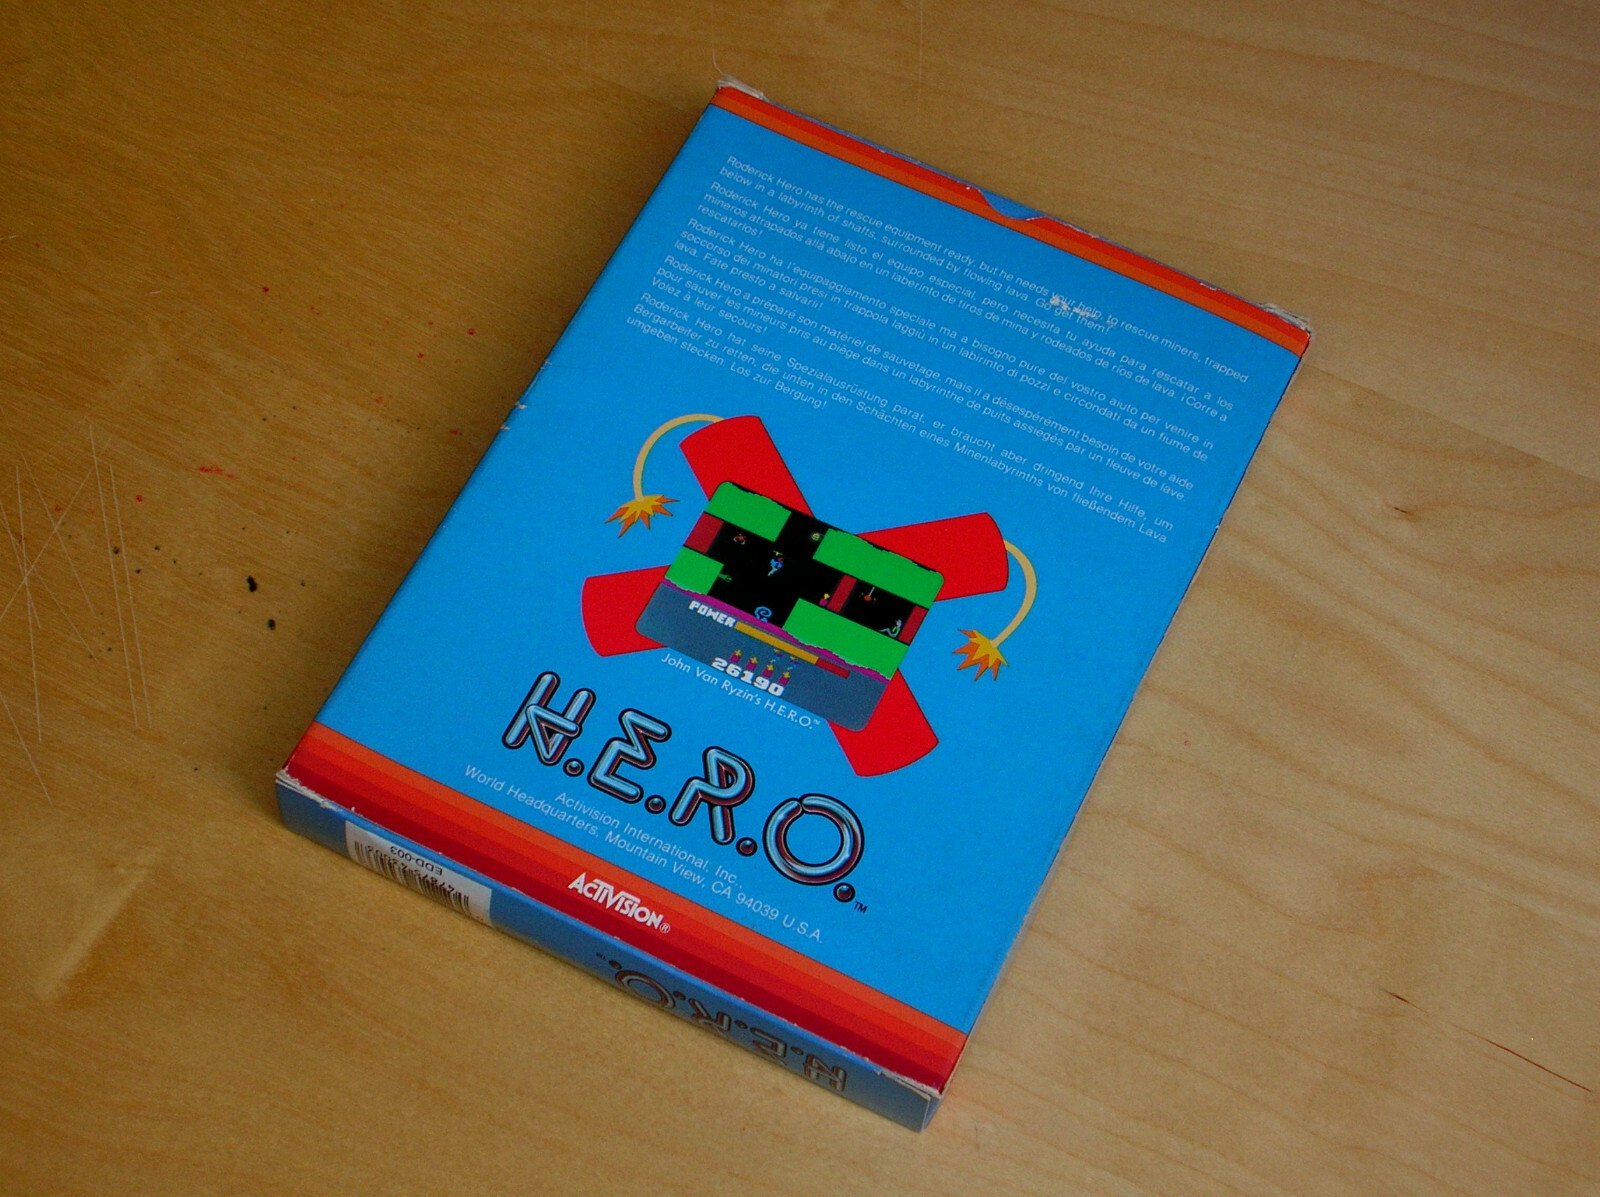 Roderick Hero has the rescue equipment ready, but he needs your help, to rescue miners, trapped
below in a labyrinth of shafts, surrounded by flowing lava. Go get them!
Roderick Hero va tiene listo el equipo especial, pero necesita tu ayuda para rescatar a los
mineros atrapados allá abajo en un laberinto de tiros de mina y rodeados de ríos de lava. ¡Corre a
rescatarlos!
Roderick Hero ha l'equipaggiamento speciale ma a bisogno pure del vostro aiuto per venire in
soccorso dei minatori presi in trappola laggiù in un labirinto di pozzi e circondati da un fiume de
lava. Fate presto a salvarli!
Roderick Hero a préparé son matériel de sauvetage, mais il a désespérément besoin de votre aide
pour sauver les mineurs pris au piège dans un labyrinthe de puits assiégés par un fleuve de lave.
Volez à leur secours!
Roderick Hero hat seine Spezialausrüstung parat, er braucht aber dringend Ihre Hilfe, um
Bergarbeiter zu retten, die unten in den Schächten eines Minenlabyrinths von fließendem Lava
umgeben stecken. Los zur Bergung!
POWER
26190
John Van Ryzin's H.E.R.O.™
H.E.R.O.™
Activision International, Inc.,
World Headquarters, Mountain View, CA 94039 U.S.A.
ACTIVISION®
EDD-003
H.E.R.O.™